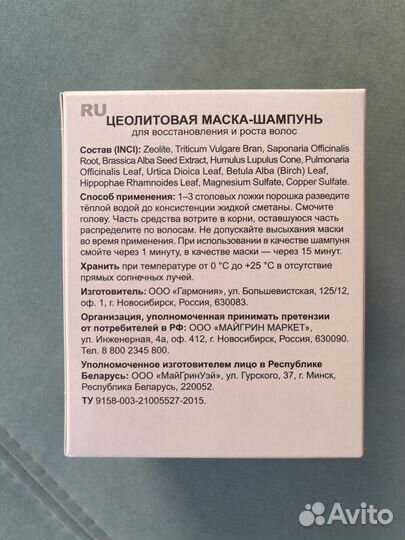 RU
ЦЕОЛИТОВАЯ МАСКА-ШАМПУНЬ
для восстановления и роста волос
Состав (INCI): Zeolite, Triticum Vulgare Bran, Saponaria Officinalis
Root, Brassica Alba Seed Extract, Humulus Lupulus Cone, Pulmonaria
Officinalis Leaf, Urtica Dioica Leaf, Betula Alba (Birch) Leaf,
Hippophae Rhamnoides Leaf, Magnesium Sulfate, Copper Sulfate.
Способ применения: 1–3 столовых ложки порошка разведите
тёплой водой до консистенции жидкой сметаны. Смочите
голову. Часть средства вотрите в корни, оставшуюся часть
распределите по волосам. Не допускайте высыхания маски
во время применения. При использовании в качестве шампуня
смойте через 1 минуту, в качестве маски – через 15 минут.
Хранить при температуре от 0 °С до +25 °С в отсутствие
прямых солнечных лучей.
Изготовитель: ООО «Гармония», ул. Большевистская, 125/12,
оф. 1, г. Новосибирск, Россия, 630083.
Организация, уполномоченная принимать претензии
от потребителей в РФ: ООО «МАЙГРИН МАРКЕТ»,
ул. Инженерная, 4а, оф. 412, г. Новосибирск, Россия, 630090.
Тел. 8 800 2345 800.
Уполномоченное изготовителем лицо в Республике
Беларусь: ООО «МайГринУэй», ул. Гурского, 37, г. Минск,
Республика Беларусь, 220052.
ТУ 9158-003-21005527-2015.
Avito